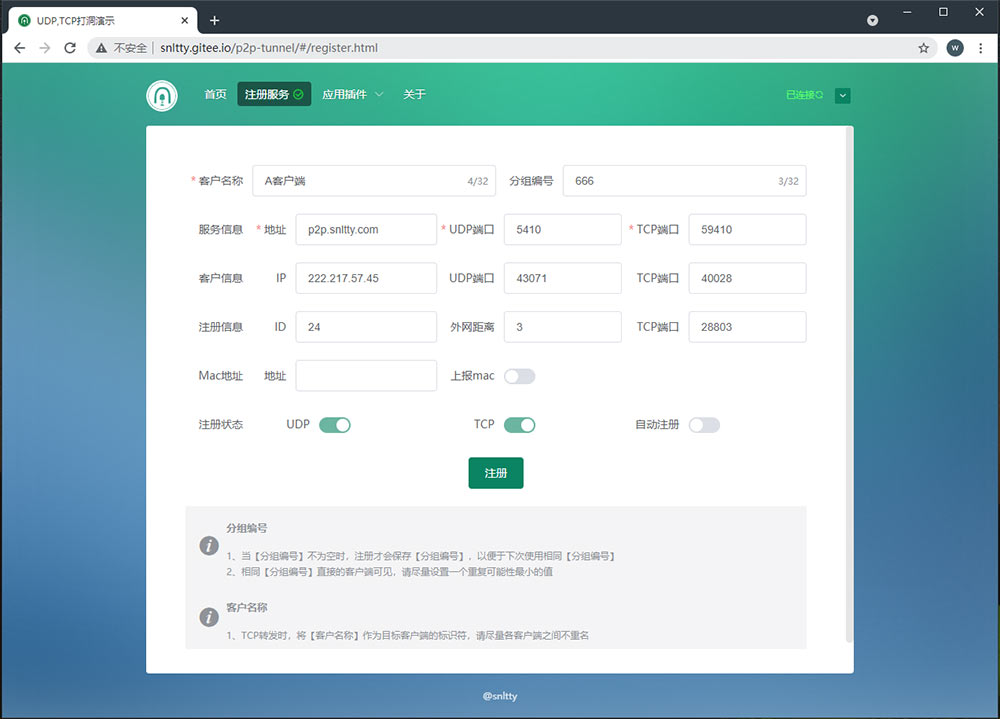 UDP,TCP打洞演示
不安全 snltty.gitee.io/p2p-tunnel/#/register.html W
首页 注册服务 应用插件 关于 已连接
* 客户名称 A客户端 4/32 分组编号 666 3/32
服务信息 * 地址 p2p.snltty.com * UDP端口 5410 * TCP端口 59410
客户信息 IP 222.217.57.45 UDP端口 43071 TCP端口 40028
注册信息 ID 24 外网距离 3 TCP端口 28803
Mac地址 地址 上报mac
注册状态 UDP TCP 自动注册
注册
分组编号
1、当【分组编号】不为空时，注册才会保存【分组编号】，以便于下次使用相同【分组编号】
2、相同【分组编号】直接的客户端可见，请尽量设置一个重复可能性最小的值
客户名称
1、TCP转发时，将【客户名称】作为目标客户端的标识符，请尽量各客户端之间不重名
@snltty